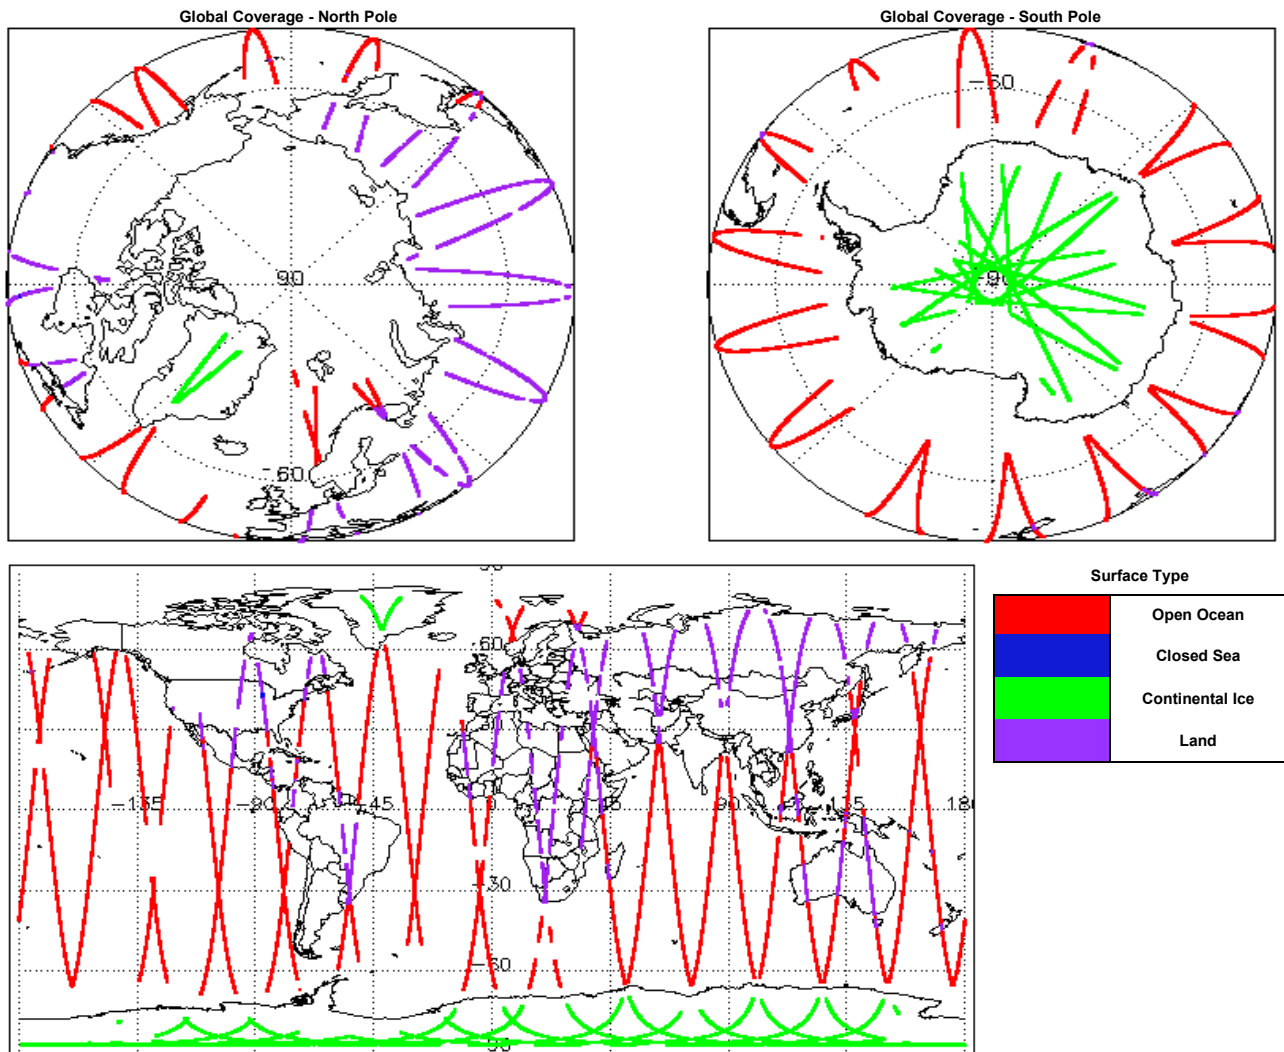 Global Coverage - North Pole
Global Coverage - South Pole
90
-60
-60
90
-135
-90
-45
0
45
90
135
180
60
30
-30
-60
Surface Type
Open Ocean
Closed Sea
Continental Ice
Land